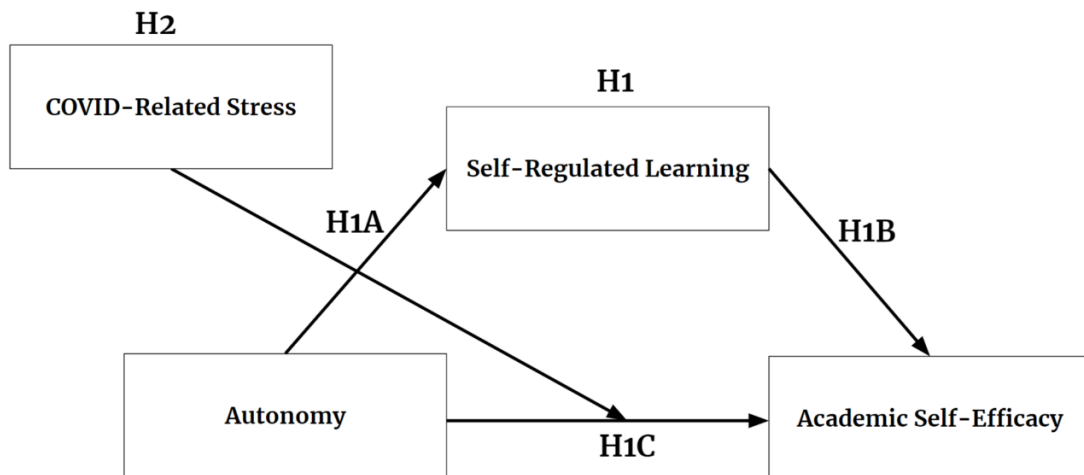 H2
COVID-Related Stress
H1
Self-Regulated Learning
H1A
H1B
Autonomy
H1C
Academic Self-Efficacy